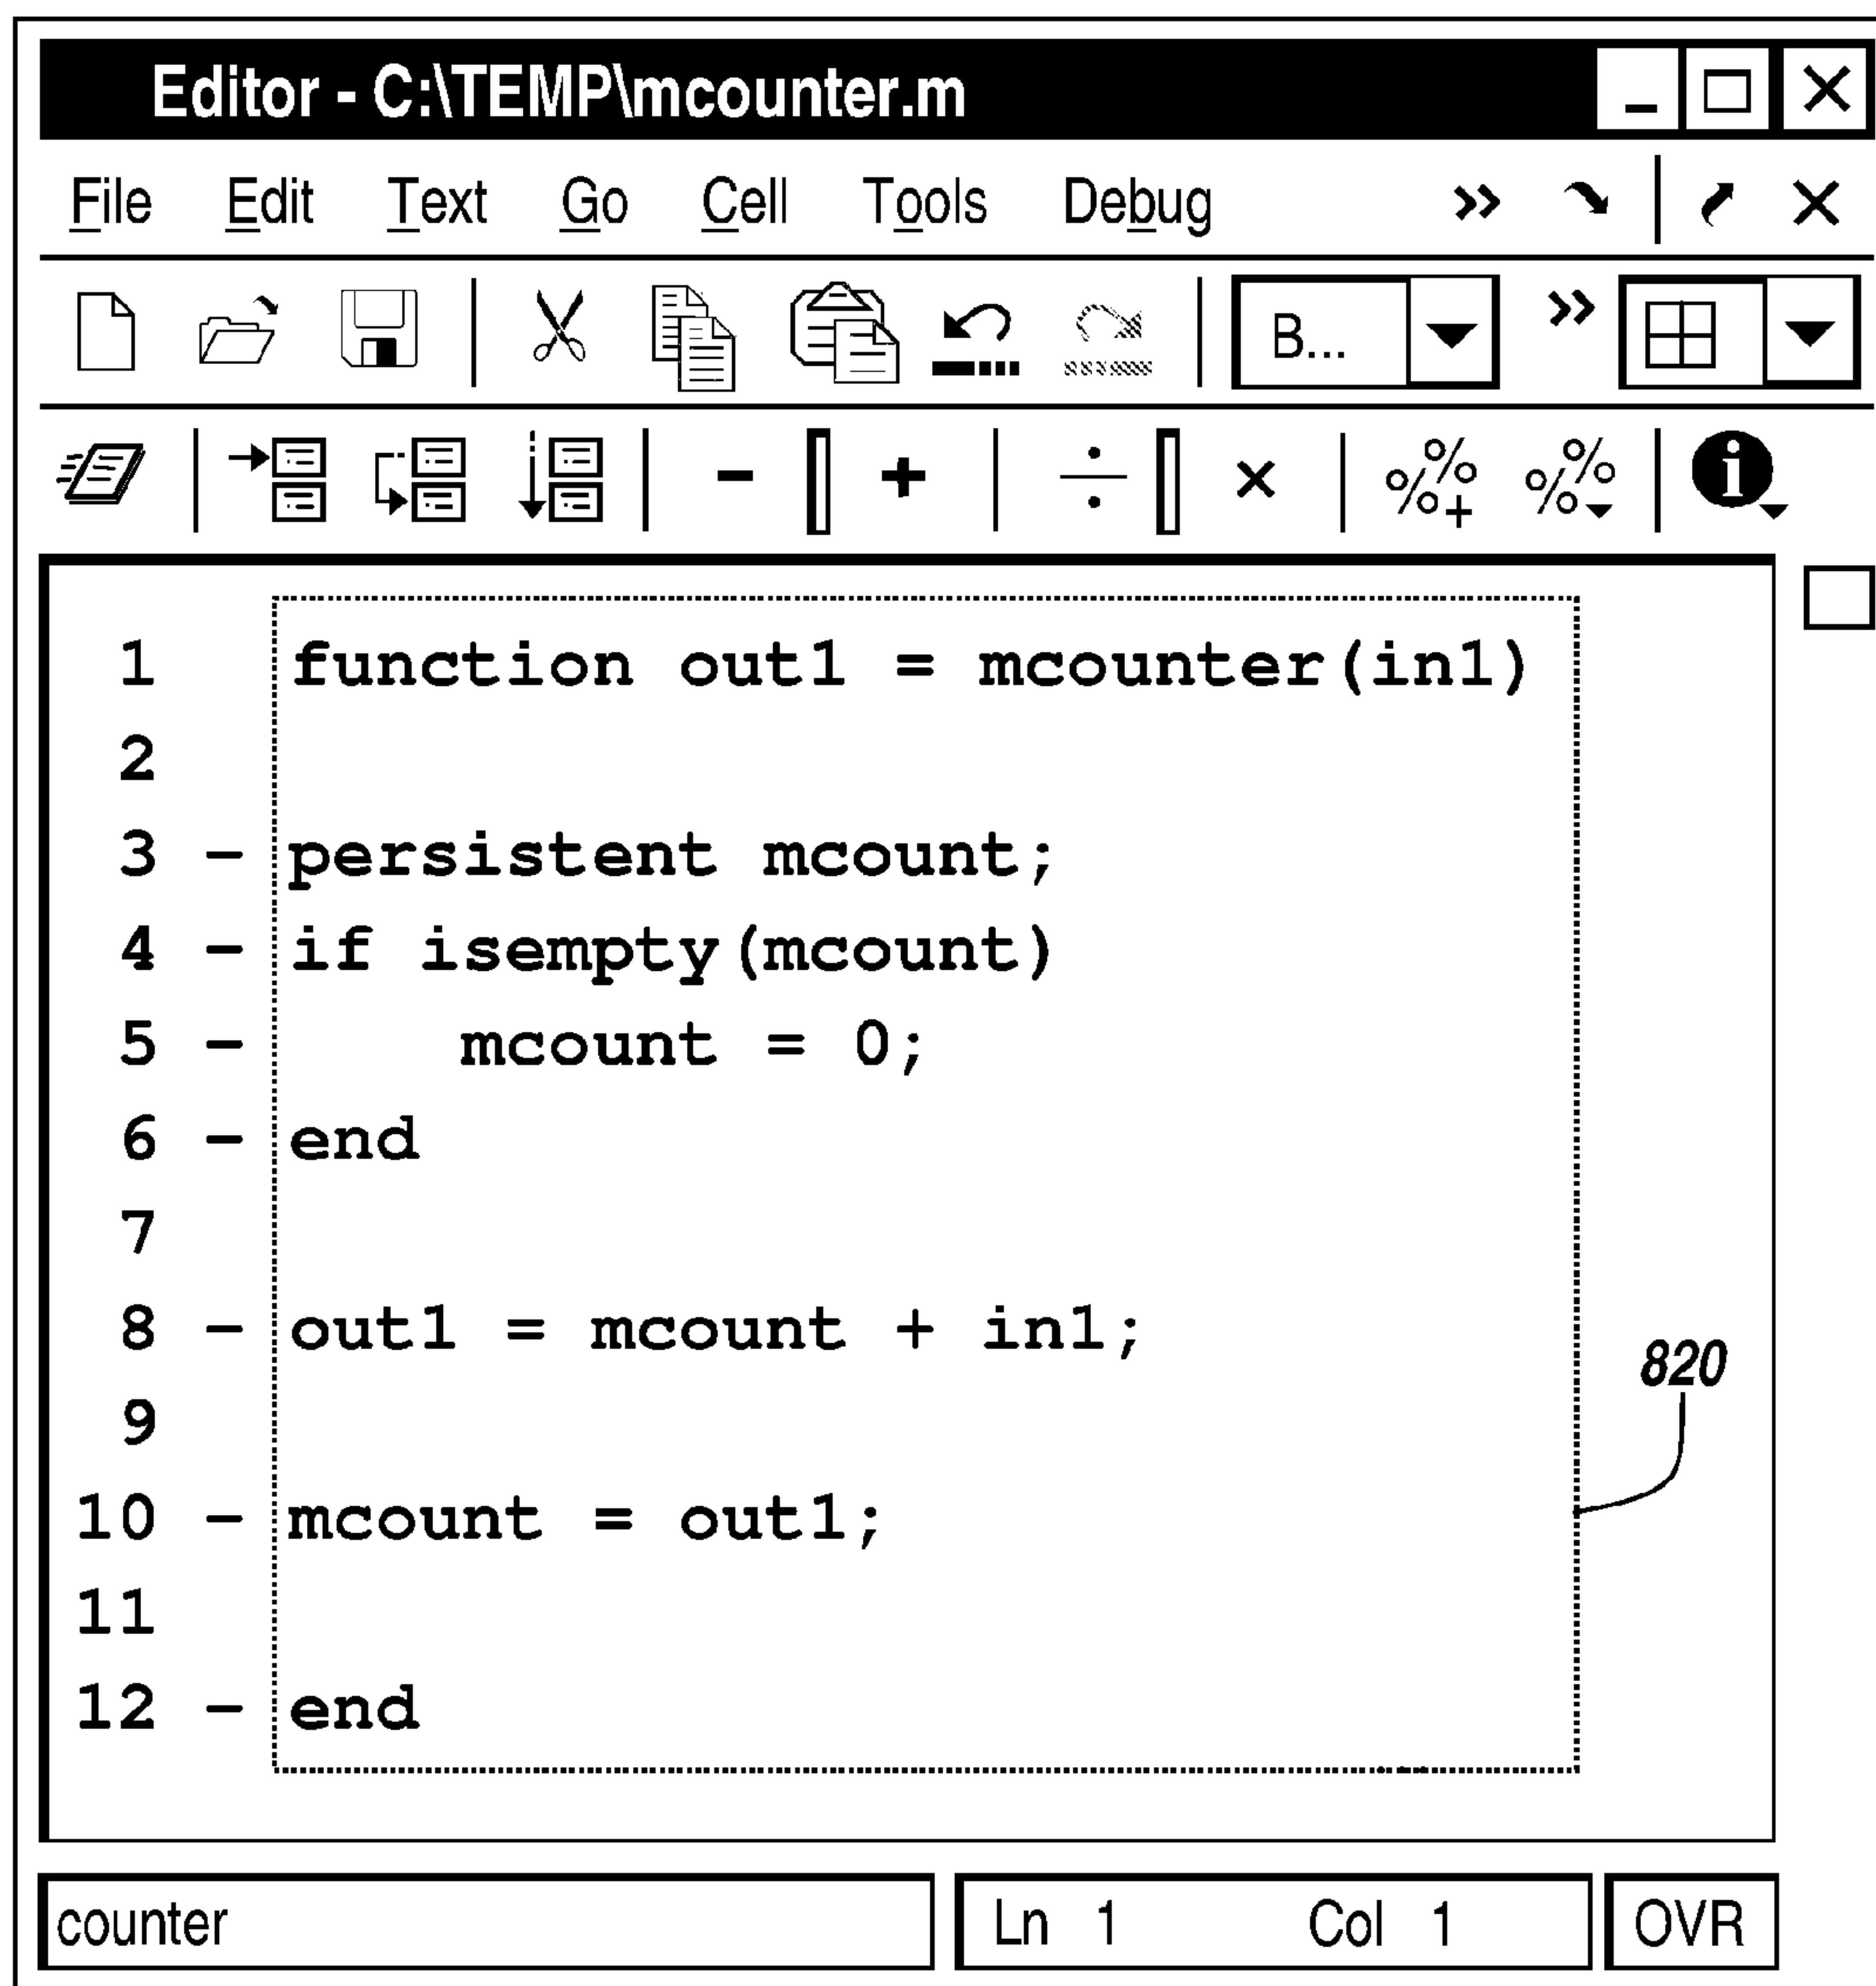 Editor - C:\TEMP\mcounter.m
File Edit Text Go Cell Tools Debug
B...
1 function out1 = mcounter(in1)
2
3 - persistent mcount;
4 - if isempty(mcount)
5 - mcount = 0;
6 - end
7
8 - out1 = mcount + in1;
820
9
10 - mcount = out1;
11
12 - end
counter Ln 1 Col 1 OVR